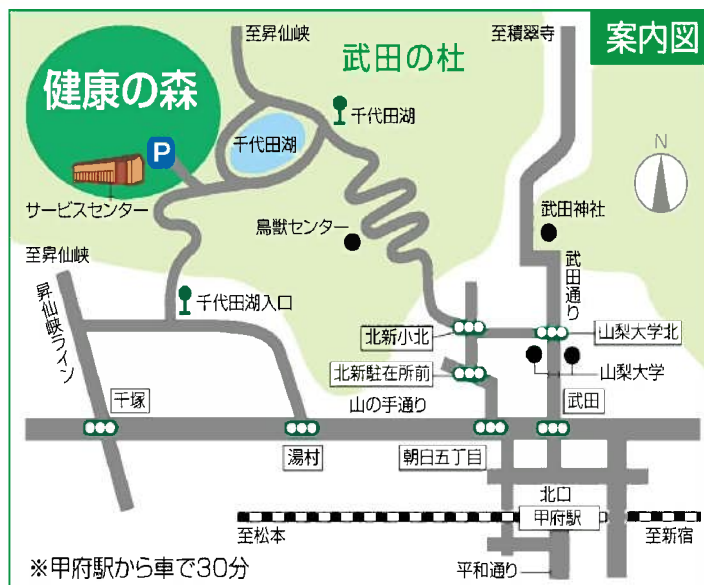 至昇仙峡
至積翠寺
案内図
武田の杜
健康の森
千代田湖
P
千代田湖
N
サービスセンター
鳥獣センター
武田神社
至昇仙峡
武田通り
昇仙峡ライン
千代田湖入口
北新小北
山梨大学北
北新駐在所前
山梨大学
千塚
山の手通り
武田
湯村
朝日五丁目
北口
甲府駅
至松本
至新宿
平和通り
※甲府駅から車で30分